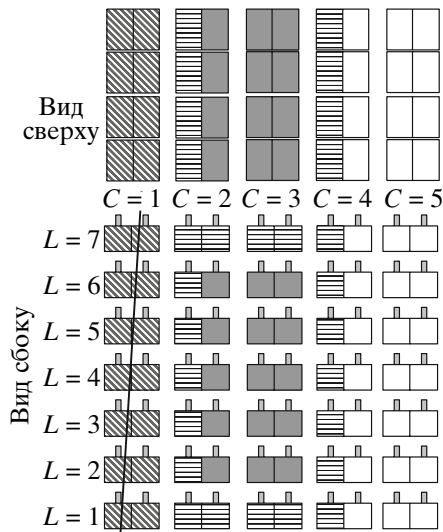 Вид
сверху
C = 1 C = 2 C = 3 C = 4 C = 5
L = 7
L = 6
L = 5
L = 4
L = 3
L = 2
L = 1
Вид сбоку